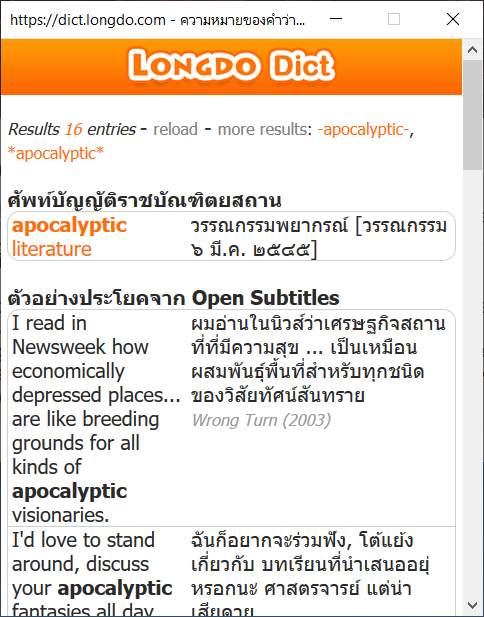 https://dict.longdo.com - ความหมายของคำว่า...
LONGDO Dict
Results 16 entries - reload - more results: -apocalyptic-,
*apocalyptic*
ศัพท์บัญญัติราชบัณฑิตยสถาน
apocalyptic
literature
วรรณกรรมพยากรณ์ [วรรณกรรม
๖ มี.ค. ๒๕๔๕]
ตัวอย่างประโยคจาก Open Subtitles
I read in
Newsweek how
economically
depressed places...
are like breeding
grounds for all
kinds of
apocalyptic
visionaries.
ผมอ่านในนิวส์ว่าเศรษฐกิจสถาน
ที่ที่มีความสุข ... เป็นเหมือน
ผสมพันธุ์พื้นที่สำหรับทุกชนิด
ของวิสัยทัศน์สันทราย
Wrong Turn (2003)
I'd love to stand
around, discuss
your apocalyptic
fantasies all day,
ฉันก็อยากจะร่วมฟัง, โต้แย้ง
เกี่ยวกับ บทเรียนที่นำเสนออยุ่
หรอกนะ ศาสตรจารย์ แต่น่า
เสียดาย